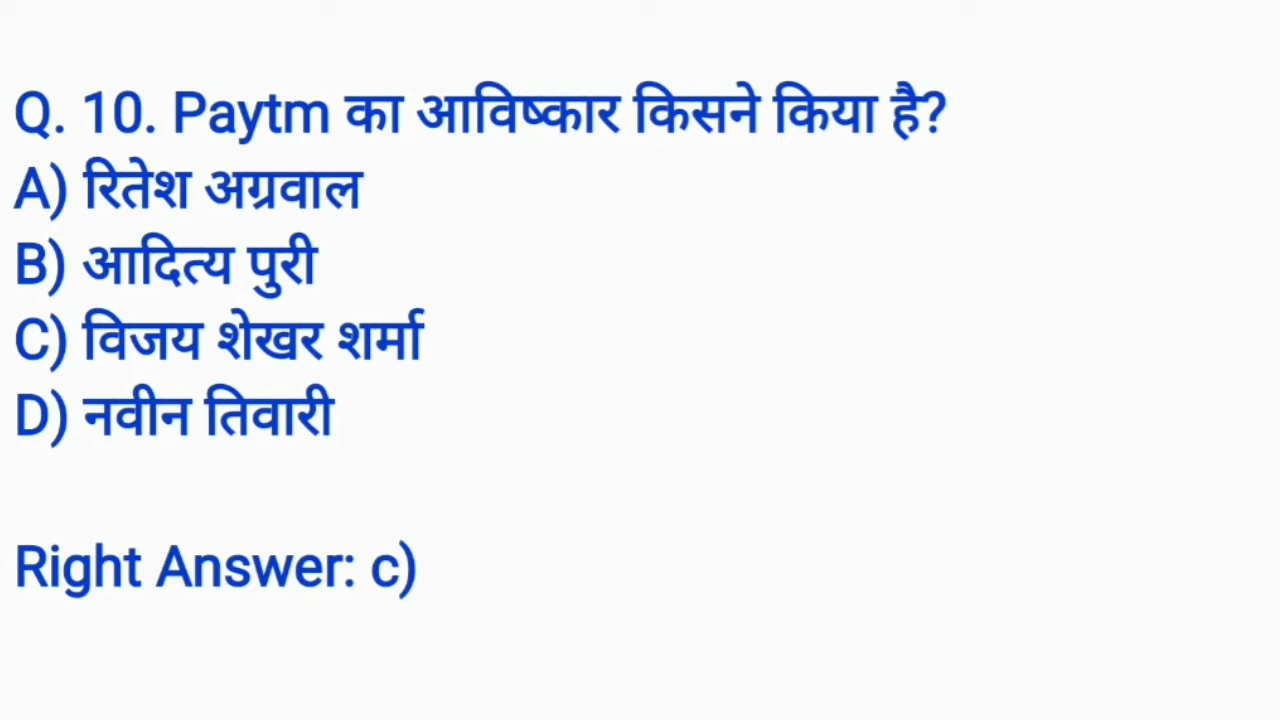 Q. 10. Paytm का आविष्कार किसने किया है?
A) रितेश अग्रवाल
B) आदित्य पुरी
C) विजय शेखर शर्मा
D) नवीन तिवारी
Right Answer: c)